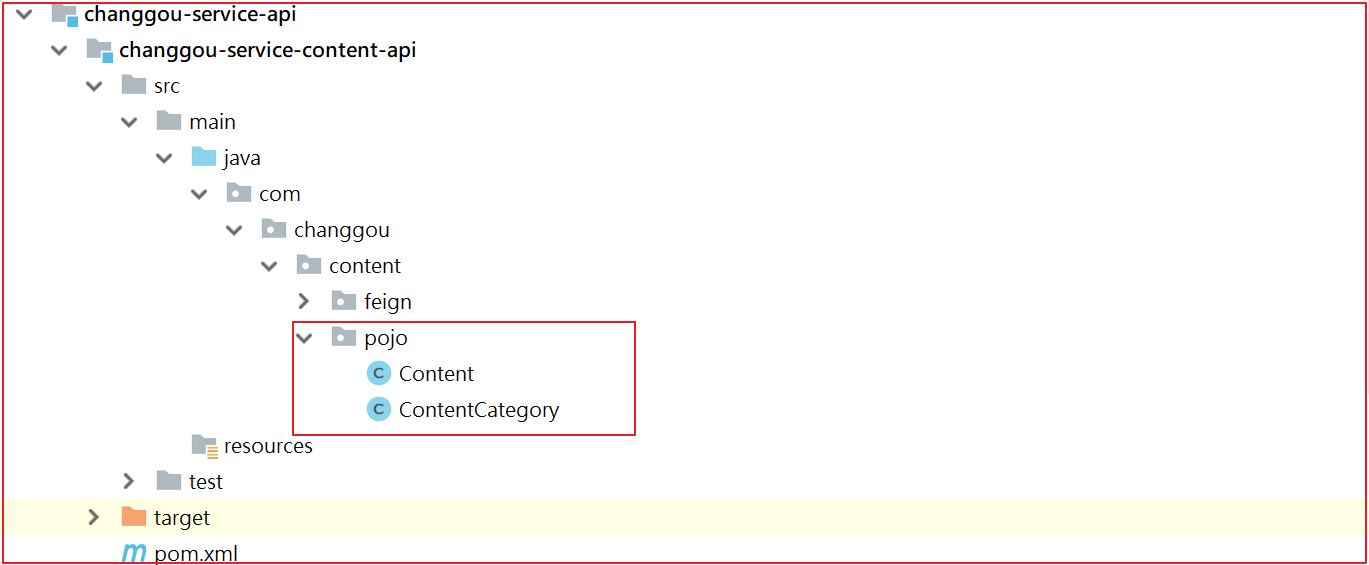 changgou-service-api
changgou-service-content-api
src
main
java
com
changgou
content
feign
pojo
C Content
C ContentCategory
resources
test
target
m pom.xml